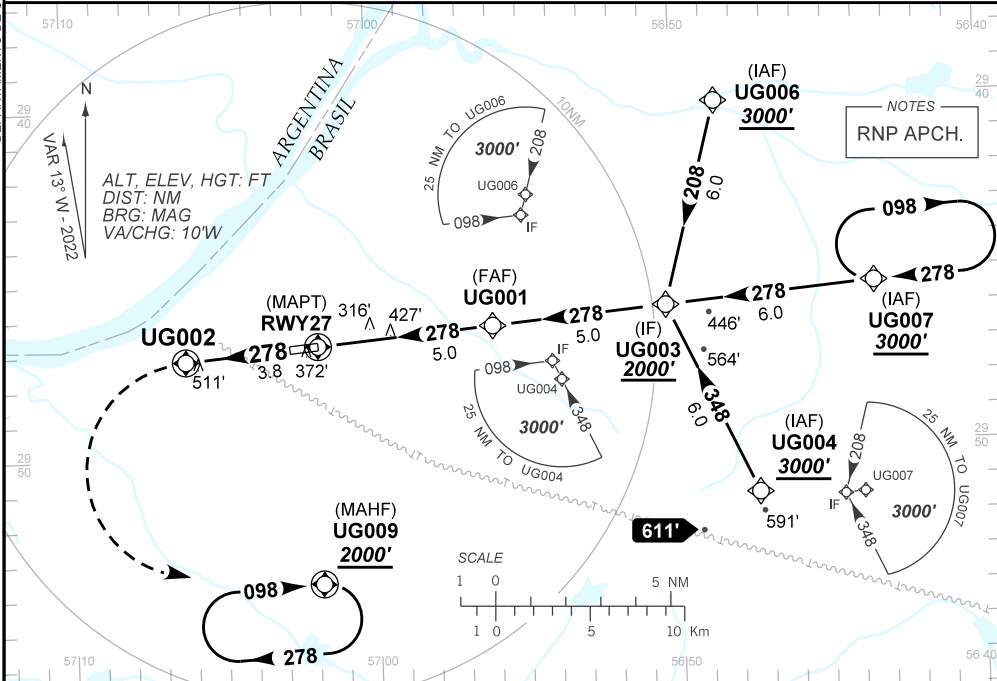 57 10
57 00
56 50
56 40
29
40
29
40
29
50
29
50
57 10
57 00
56 50
56 40
N
VAR 13° W - 2022
ALT, ELEV, HGT: FT
DIST: NM
BRG: MAG
VA/CHG: 10'W
ARGENTINA
BRASIL
10NM
25 NM TO UG006
3000'
208
UG006
098
IF
(IAF)
UG006
3000'
208
6.0
NOTES
RNP APCH.
098
278
(IAF)
UG007
3000'
278
6.0
(IF)
UG003
2000'
446'
564'
(FAF)
UG001
278
5.0
278
5.0
(MAPT)
RWY27
316'
427'
372'
UG002
278
3.8
511'
098
IF
UG004
348
3000'
25 NM TO UG004
348
6.0
(IAF)
UG004
3000'
591'
611'
208
UG007
IF
348
3000'
25 NM TO UG007
(MAHF)
UG009
2000'
098
278
SCALE
1 0 5 NM
1 0 5 10 Km